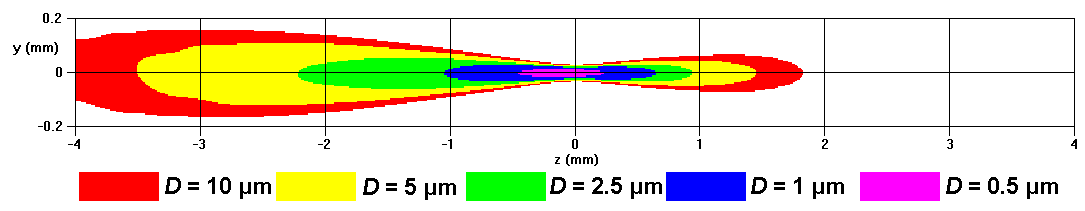 0.2
y (mm)
0
-0.2
-4 -3 -2 -1 0 1 2 3 4
z (mm)
D = 10 μm D = 5 μm D = 2.5 μm D = 1 μm D = 0.5 μm